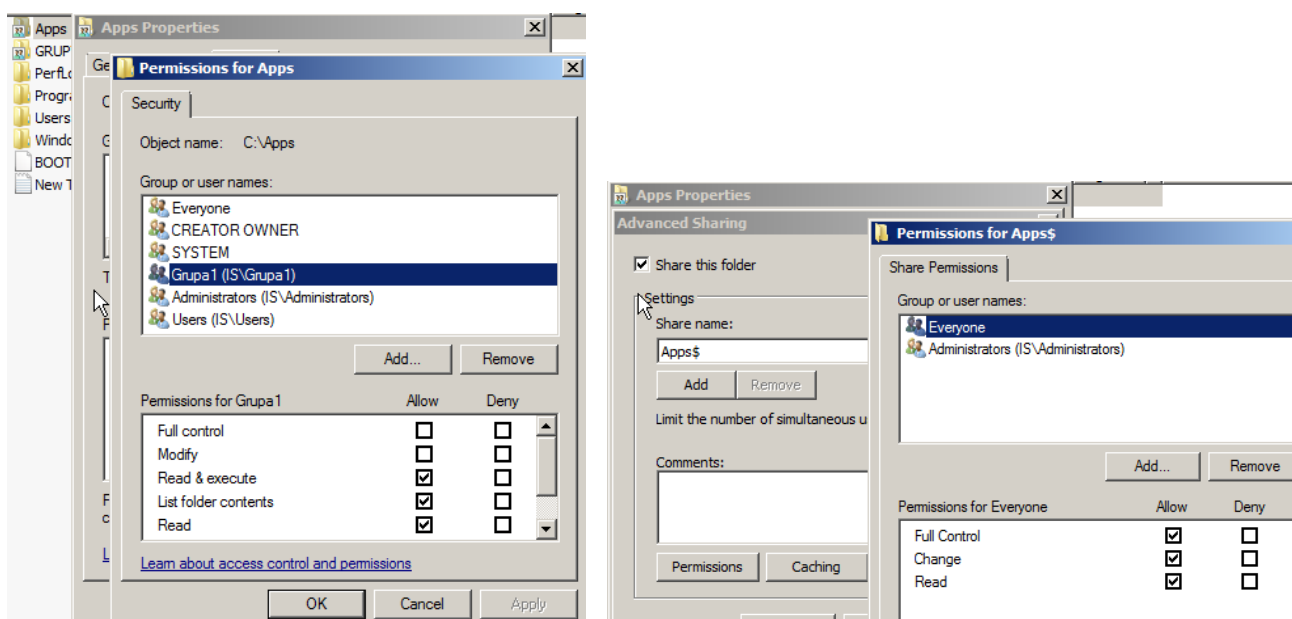 Apps
GRUP
PerfLo
Progra
Users
Windo
BOOT
New T
Apps Properties
Ge
Permissions for Apps
Security
Object name: C:\Apps
Group or user names:
Everyone
CREATOR OWNER
SYSTEM
Grupa1 (IS\Grupa1)
Administrators (IS\Administrators)
Users (IS\Users)
Add...
Remove
Permissions for Grupa1 Allow Deny
Full control
Modify
Read & execute
List folder contents
Read
Learn about access control and permissions
OK
Cancel
Apply
Apps Properties
Advanced Sharing
Share this folder
Settings
Share name:
Apps$
Add
Remove
Limit the number of simultaneous u
Comments:
Permissions
Caching
Permissions for Apps$
Share Permissions
Group or user names:
Everyone
Administrators (IS\Administrators)
Add...
Remove
Permissions for Everyone Allow Deny
Full Control
Change
Read